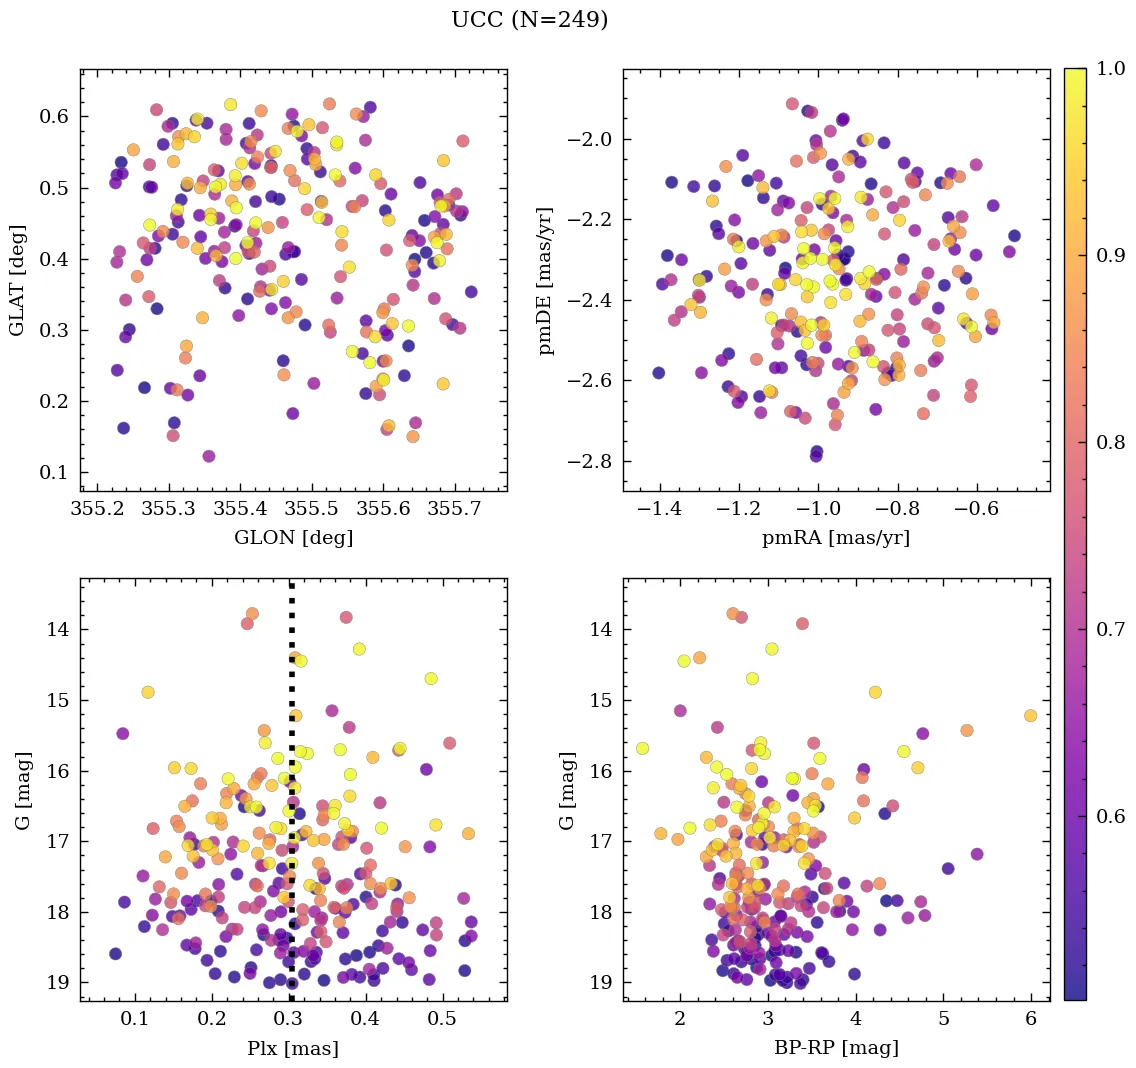 UCC (N=249)
0.6
0.5
0.4
0.3
0.2
0.1
GLAT [deg]
355.2 355.3 355.4 355.5 355.6 355.7
GLON [deg]
−2.0
−2.2
−2.4
−2.6
−2.8
pmDE [mas/yr]
−1.4 −1.2 −1.0 −0.8 −0.6
pmRA [mas/yr]
1.0
0.9
0.8
0.7
0.6
14
15
16
17
18
19
G [mag]
0.1 0.2 0.3 0.4 0.5
Plx [mas]
14
15
16
17
18
19
G [mag]
2 3 4 5 6
BP-RP [mag]